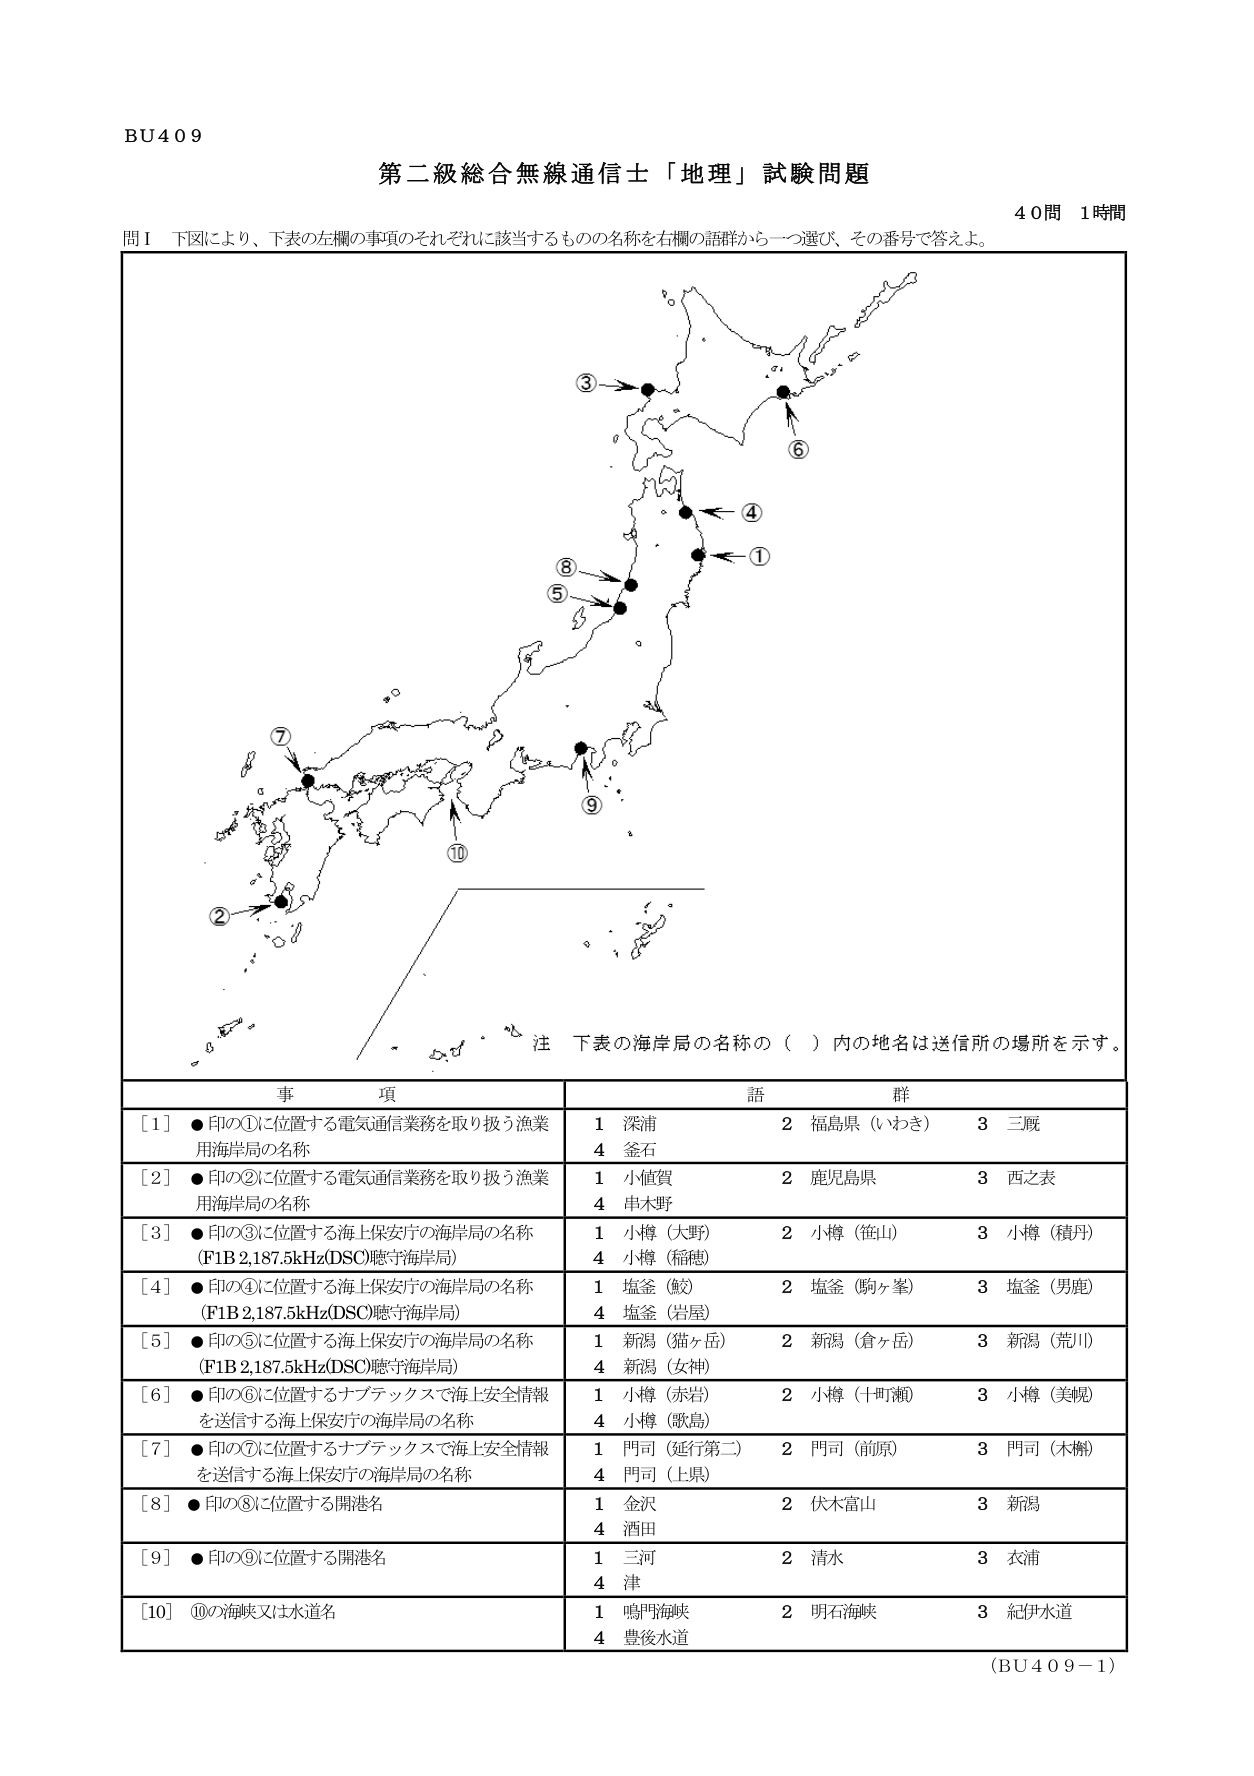 BU409
第二級総合無線通信士「地理」試験問題
40問 1時間
問Ⅰ 下図により、下表の左欄の事項のそれぞれに該当するものの名称を右欄の語群から一つ選び、その番号で答えよ。
③
⑥
④
①
⑧
⑤
⑦
⑨
⑩
②
注 下表の海岸局の名称の( )内の地名は送信所の場所を示す。
事 項 語 群
[1] ●印の①に位置する電気通信業務を取り扱う漁業 1 深浦 2 福島県(いわき) 3 三厩
用海岸局の名称 4 釜石
[2] ●印の②に位置する電気通信業務を取り扱う漁業 1 小値賀 2 鹿児島県 3 西之表
用海岸局の名称 4 串木野
[3] ●印の③に位置する海上保安庁の海岸局の名称 1 小樽(大野) 2 小樽(笹山) 3 小樽(積丹)
(F1B 2,187.5kHz(DSC)聴守海岸局) 4 小樽(稲穂)
[4] ●印の④に位置する海上保安庁の海岸局の名称 1 塩釜(鮫) 2 塩釜(駒ヶ峯) 3 塩釜(男鹿)
(F1B 2,187.5kHz(DSC)聴守海岸局) 4 塩釜(岩屋)
[5] ●印の⑤に位置する海上保安庁の海岸局の名称 1 新潟(猫ヶ岳) 2 新潟(倉ヶ岳) 3 新潟(荒川)
(F1B 2,187.5kHz(DSC)聴守海岸局) 4 新潟(女神)
[6] ●印の⑥に位置するナブテックスで海上安全情報 1 小樽(赤岩) 2 小樽(十町瀬) 3 小樽(美幌)
を送信する海上保安庁の海岸局の名称 4 小樽(歌島)
[7] ●印の⑦に位置するナブテックスで海上安全情報 1 門司(延行第二) 2 門司(前原) 3 門司(木槲)
を送信する海上保安庁の海岸局の名称 4 門司(上県)
[8] ●印の⑧に位置する開港名 1 金沢 2 伏木富山 3 新潟
4 酒田
[9] ●印の⑨に位置する開港名 1 三河 2 清水 3 衣浦
4 津
[10] ⑩の海峡又は水道名 1 鳴門海峡 2 明石海峡 3 紀伊水道
4 豊後水道
(BU409-1)